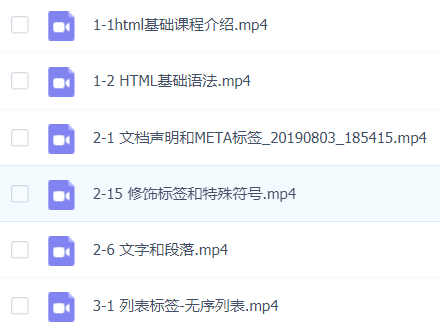 1-1html基础课程介绍.mp4
1-2 HTML基础语法.mp4
2-1 文档声明和META标签_20190803_185415.mp4
2-15 修饰标签和特殊符号.mp4
2-6 文字和段落.mp4
3-1 列表标签-无序列表.mp4